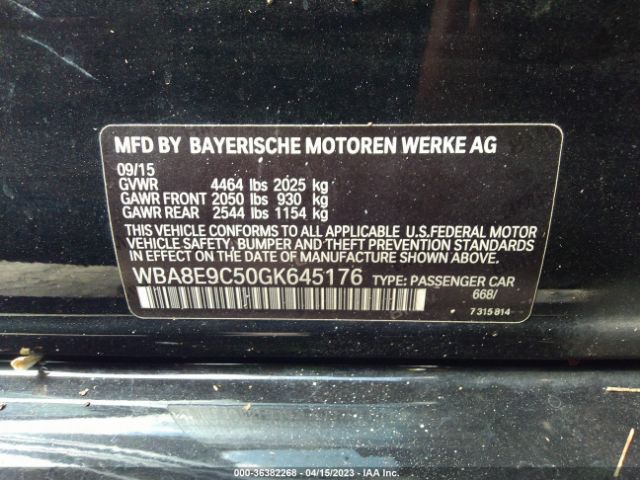 MFD BY BAYERISCHE MOTOREN WERKE AG
09/15
GVWR 4464 lbs 2025 kg
GAWR FRONT 2050 lbs 930 kg
GAWR REAR 2544 lbs 1154 kg
THIS VEHICLE CONFORMS TO ALL APPLICABLE U.S.FEDERAL MOTOR
VEHICLE SAFETY, BUMPER AND THEFT PREVENTION STANDARDS
IN EFFECT ON THE DATE OF MANUFACTURE SHOWN ABOVE.
WBA8E9C50GK645176 TYPE: PASSENGER CAR
668/
7 315 814
000-36382268 - 04/15/2023 - IAA Inc.